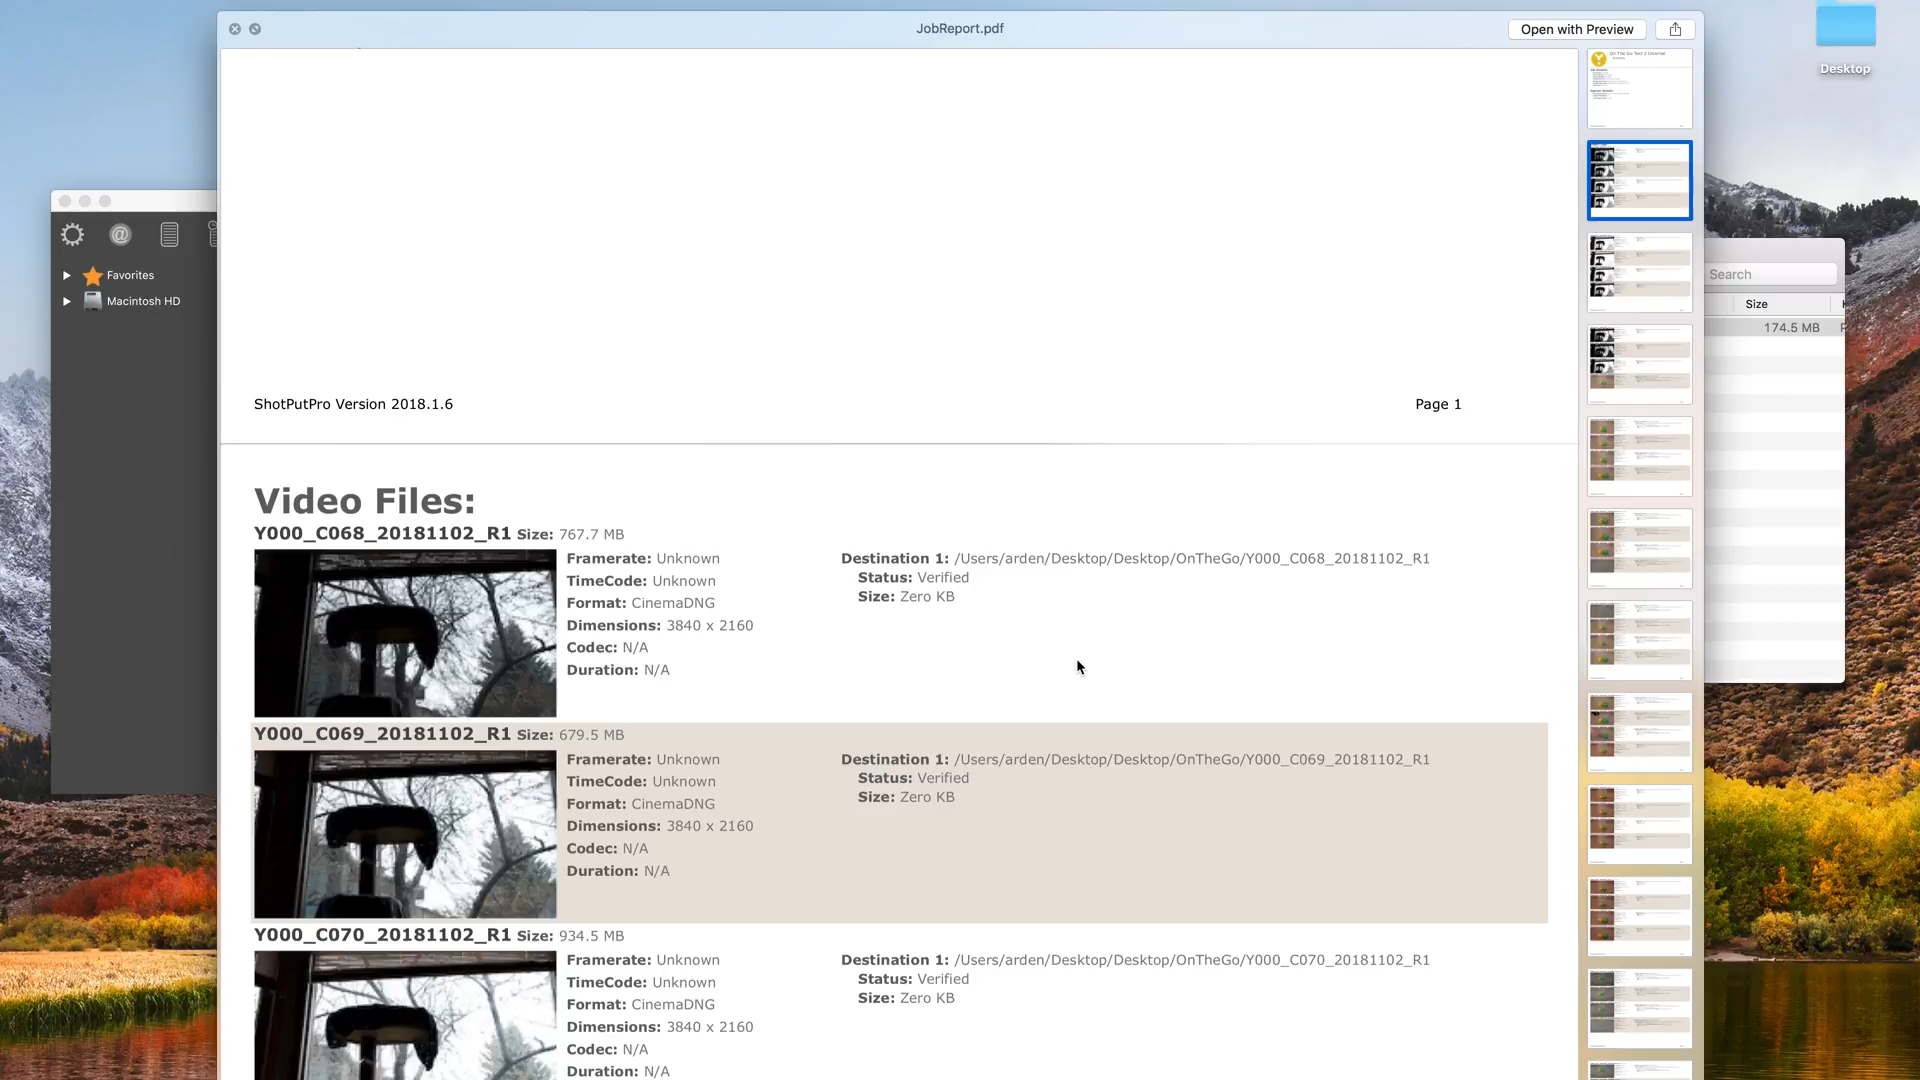 JobReport.pdf
Open with Preview
Desktop
Favorites
Macintosh HD
Search
Size
174.5 MB
ShotPutPro Version 2018.1.6
Page 1
Video Files:
Y000_C068_20181102_R1 Size: 767.7 MB
Framerate: Unknown
TimeCode: Unknown
Format: CinemaDNG
Dimensions: 3840 x 2160
Codec: N/A
Duration: N/A
Destination 1: /Users/arden/Desktop/Desktop/OnTheGo/Y000_C068_20181102_R1
Status: Verified
Size: Zero KB
Y000_C069_20181102_R1 Size: 679.5 MB
Framerate: Unknown
TimeCode: Unknown
Format: CinemaDNG
Dimensions: 3840 x 2160
Codec: N/A
Duration: N/A
Destination 1: /Users/arden/Desktop/Desktop/OnTheGo/Y000_C069_20181102_R1
Status: Verified
Size: Zero KB
Y000_C070_20181102_R1 Size: 934.5 MB
Framerate: Unknown
TimeCode: Unknown
Format: CinemaDNG
Dimensions: 3840 x 2160
Codec: N/A
Duration: N/A
Destination 1: /Users/arden/Desktop/Desktop/OnTheGo/Y000_C070_20181102_R1
Status: Verified
Size: Zero KB